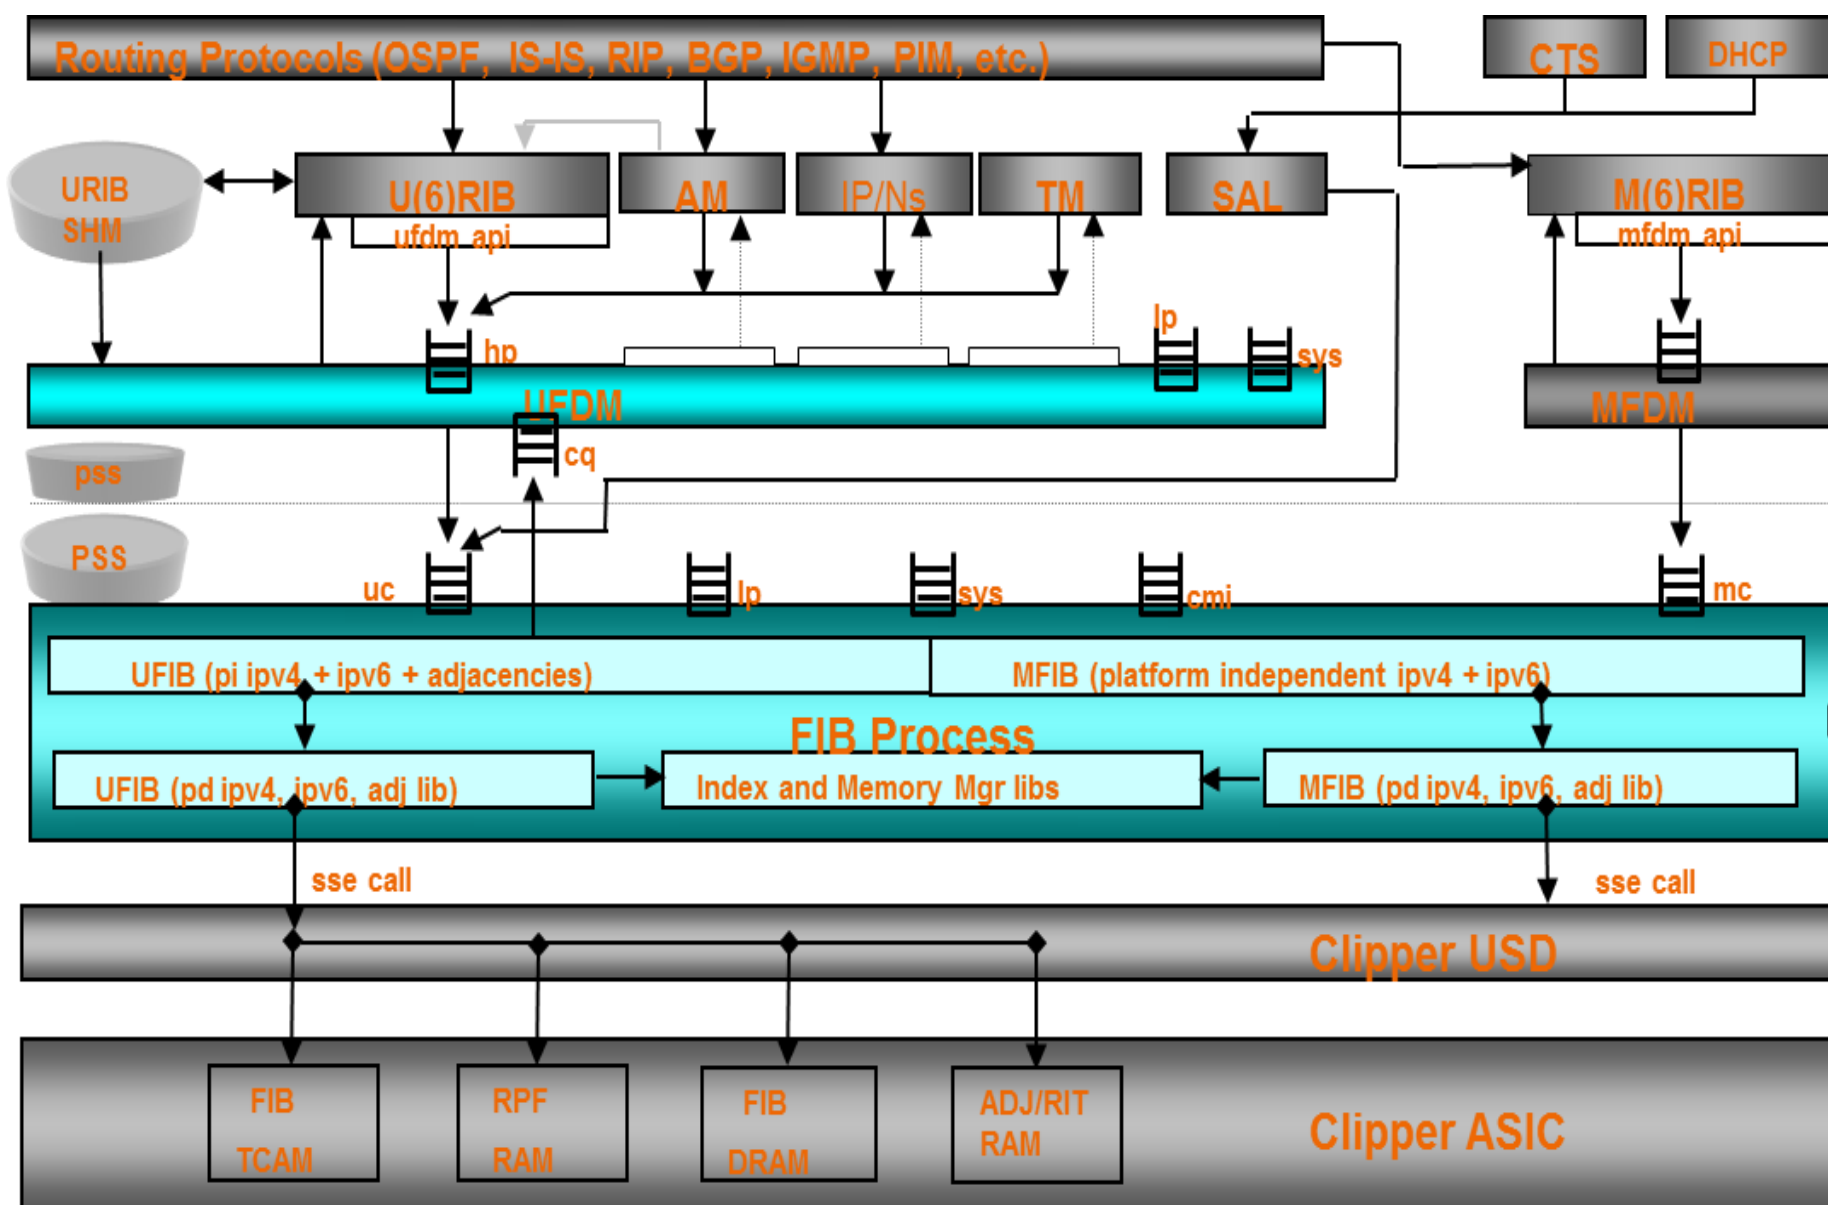 Routing Protocols (OSPF, IS-IS, RIP, BGP, IGMP, PIM, etc.)
CTS
DHCP
URIB
SHM
U(6)RIB
AM
IP/Ns
TM
SAL
M(6)RIB
ufdm api
mfdm api
hp
lp
sys
UFDM
MFDM
cq
pss
PSS
uc
lp
sys
cmi
mc
UFIB (pi ipv4 + ipv6 + adjacencies)
MFIB (platform independent ipv4 + ipv6)
FIB Process
UFIB (pd ipv4, ipv6, adj lib)
Index and Memory Mgr libs
MFIB (pd ipv4, ipv6, adj lib)
sse call
sse call
Clipper USD
FIB
TCAM
RPF
RAM
FIB
DRAM
ADJ/RIT
RAM
Clipper ASIC